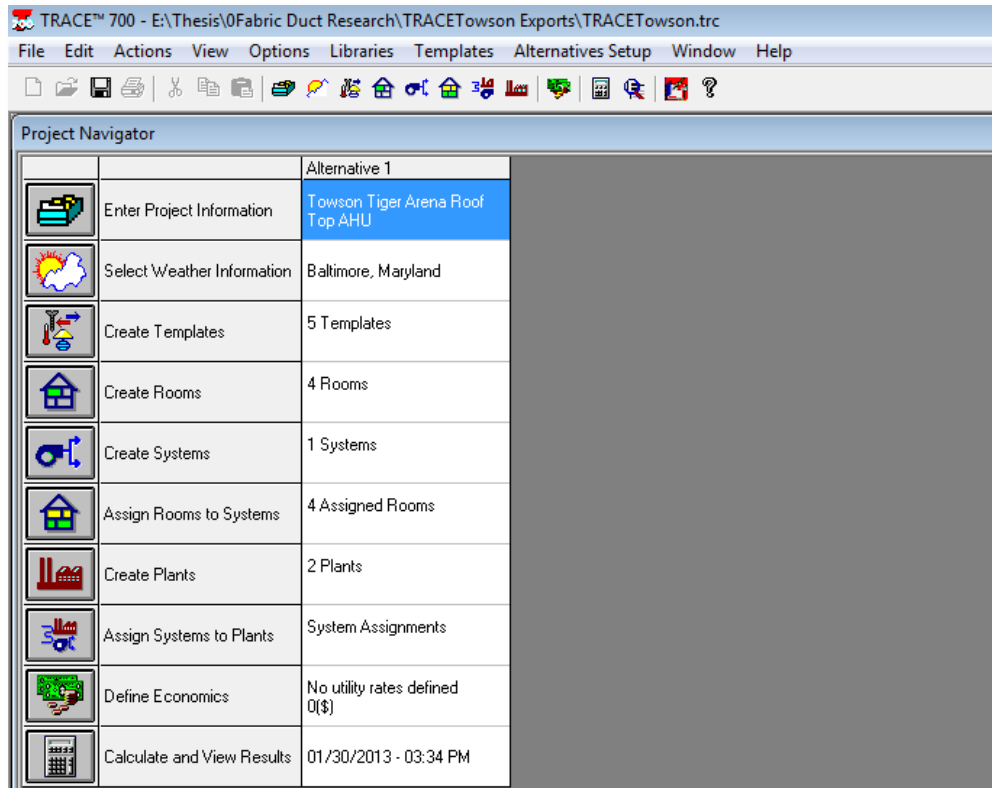 TRACE™ 700 - E:\Thesis\0Fabric Duct Research\TRACETowson Exports\TRACETowson.trc
File Edit Actions View Options Libraries Templates Alternatives Setup Window Help
Project Navigator
Alternative 1
Enter Project Information
Towson Tiger Arena Roof
Top AHU
Select Weather Information
Baltimore, Maryland
Create Templates
5 Templates
Create Rooms
4 Rooms
Create Systems
1 Systems
Assign Rooms to Systems
4 Assigned Rooms
Create Plants
2 Plants
Assign Systems to Plants
System Assignments
Define Economics
No utility rates defined
0($)
Calculate and View Results
01/30/2013 - 03:34 PM